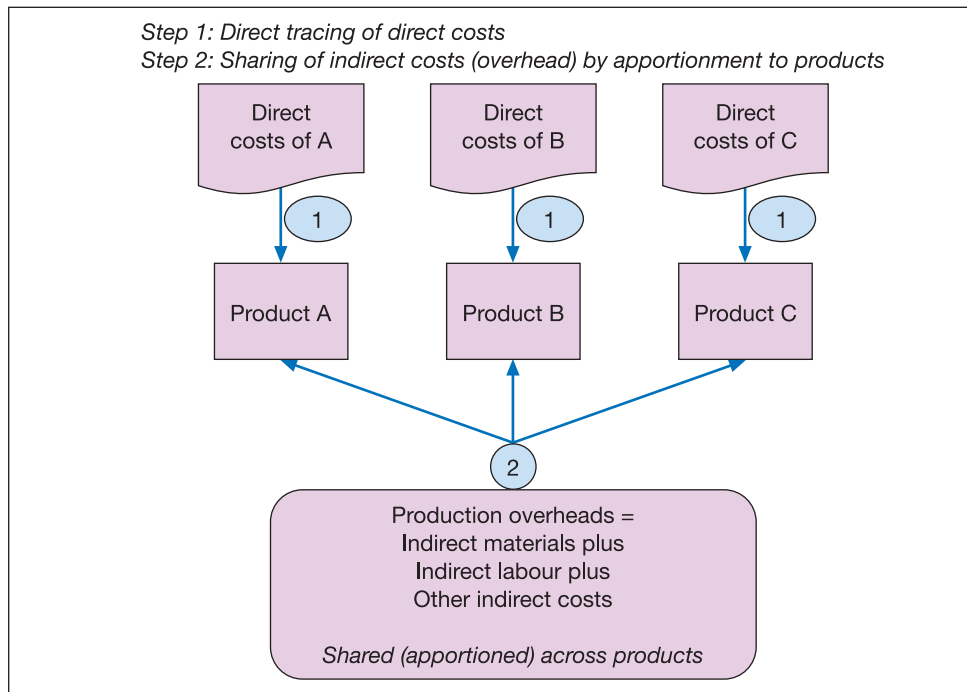 Step 1: Direct tracing of direct costs
Step 2: Sharing of indirect costs (overhead) by apportionment to products
Direct
costs of A
Direct
costs of B
Direct
costs of C
1
1
1
Product A
Product B
Product C
2
Production overheads =
Indirect materials plus
Indirect labour plus
Other indirect costs
Shared (apportioned) across products